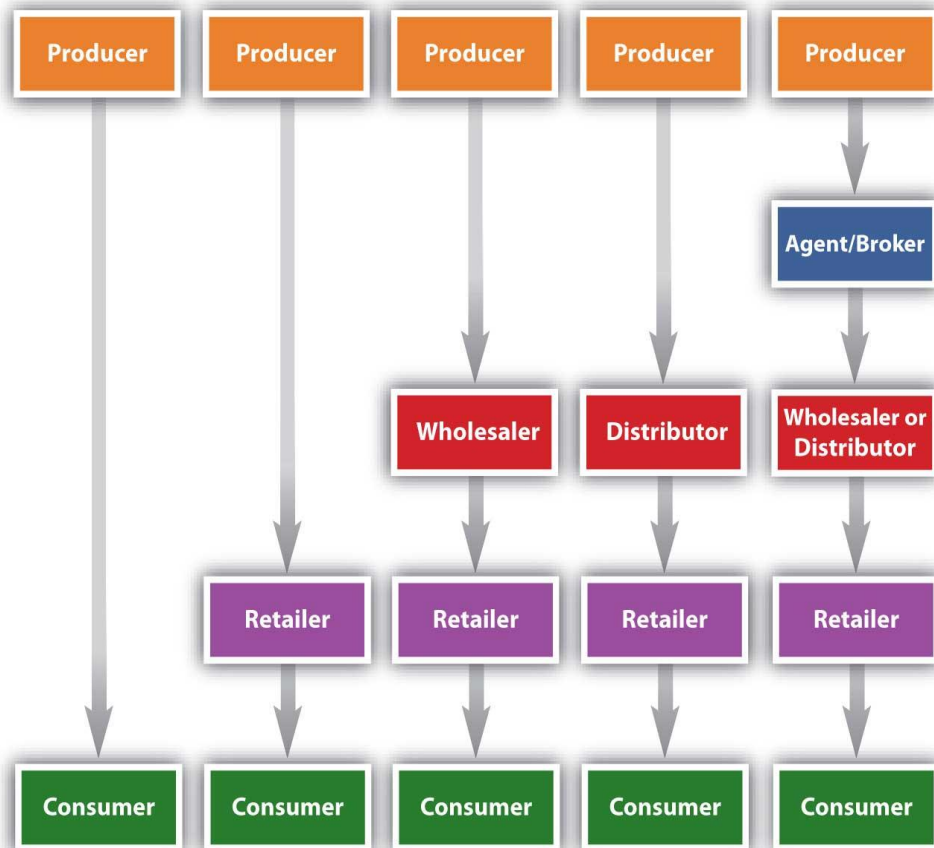 Producer
Producer
Producer
Producer
Producer
Agent/Broker
Wholesaler
Distributor
Wholesaler or
Distributor
Retailer
Retailer
Retailer
Retailer
Consumer
Consumer
Consumer
Consumer
Consumer